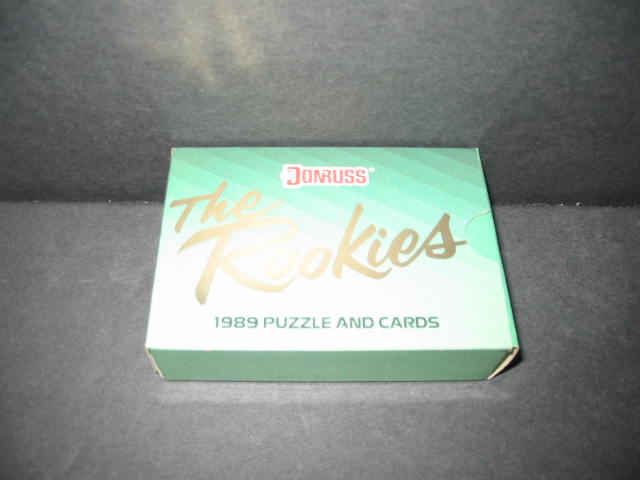 DONRUSS®
The
Rookies
1989 PUZZLE AND CARDS